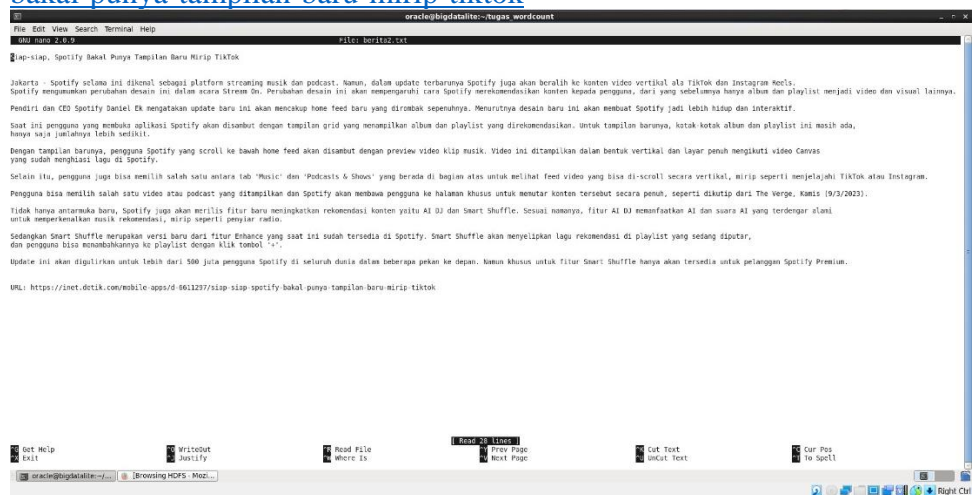 bakal-punya-tampilan-baru-mirip-tiktok
oracle@bigdatalite:~/tugas_wordcount
File Edit View Search Terminal Help
GNU nano 2.0.9 File: berita2.txt
Siap-siap, Spotify Bakal Punya Tampilan Baru Mirip TikTok
Jakarta - Spotify selama ini dikenal sebagai platform streaming musik dan podcast. Namun, dalam update terbarunya Spotify juga akan beralih ke konten video vertikal ala TikTok dan Instagram Reels.
Spotify mengumumkan perubahan desain ini dalam acara Stream On. Perubahan desain ini akan mempengaruhi cara Spotify merekomendasikan konten kepada pengguna, dari yang sebelumnya hanya album dan playlist menjadi video dan visual lainnya.
Pendiri dan CEO Spotify Daniel Ek mengatakan update baru ini akan mencakup home feed baru yang dirombak sepenuhnya. Menurutnya desain baru ini akan membuat Spotify jadi lebih hidup dan interaktif.
Saat ini pengguna yang membuka aplikasi Spotify akan disambut dengan tampilan grid yang menampilkan album dan playlist yang direkomendasikan. Untuk tampilan barunya, kotak-kotak album dan playlist ini masih ada,
hanya saja jumlahnya lebih sedikit.
Dengan tampilan barunya, pengguna Spotify yang scroll ke bawah home feed akan disambut dengan preview video klip musik. Video ini ditampilkan dalam bentuk vertikal dan layar penuh mengikuti video Canvas
yang sudah menghiasi lagu di Spotify.
Selain itu, pengguna juga bisa memilih salah satu antara tab 'Music' dan 'Podcasts & Shows' yang berada di bagian atas untuk melihat feed video yang bisa di-scroll secara vertikal, mirip seperti menjelajahi TikTok atau Instagram.
Pengguna bisa memilih salah satu video atau podcast yang ditampilkan dan Spotify akan membawa pengguna ke halaman khusus untuk memutar konten tersebut secara penuh, seperti dikutip dari The Verge, Kamis (9/3/2023).
Tidak hanya antarmuka baru, Spotify juga akan merilis fitur baru meningkatkan rekomendasi konten yaitu AI DJ dan Smart Shuffle. Sesuai namanya, fitur AI DJ memanfaatkan AI dan suara AI yang terdengar alami
untuk memperkenalkan musik rekomendasi, mirip seperti penyiar radio.
Sedangkan Smart Shuffle merupakan versi baru dari fitur Enhance yang saat ini sudah tersedia di Spotify. Smart Shuffle akan menyelipkan lagu rekomendasi di playlist yang sedang diputar,
dan pengguna bisa menambahkannya ke playlist dengan klik tombol '+'.
Update ini akan digulirkan untuk lebih dari 500 juta pengguna Spotify di seluruh dunia dalam beberapa pekan ke depan. Namun khusus untuk fitur Smart Shuffle hanya akan tersedia untuk pelanggan Spotify Premium.
URL: https://inet.detik.com/mobile-apps/d-6611297/siap-siap-spotify-bakal-punya-tampilan-baru-mirip-tiktok
[ Read 28 lines ]
^G Get Help ^O WriteOut ^R Read File ^Y Prev Page ^K Cut Text ^C Cur Pos
^X Exit ^J Justify ^W Where Is ^V Next Page ^U UnCut Text ^T To Spell
oracle@bigdatalite:~/... [Browsing HDFS - Mozi...
Right Ctrl